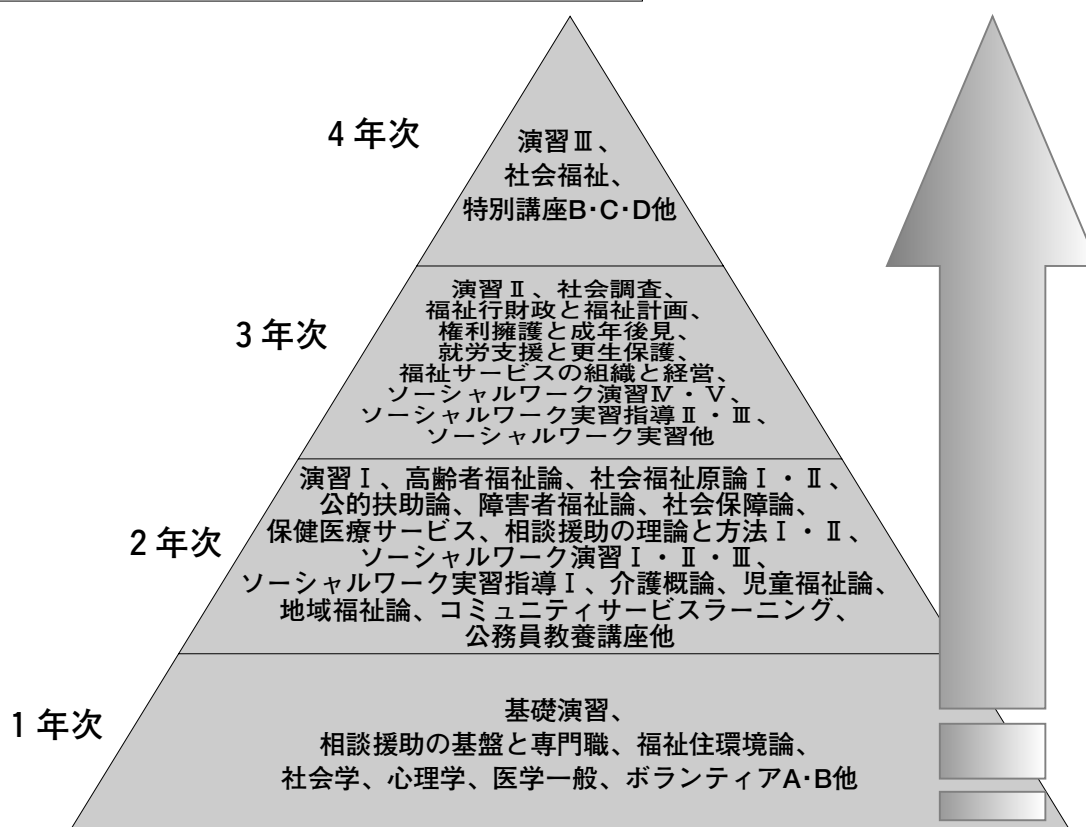 4年次
演習Ⅲ、
社会福祉、
特別講座B・C・D他
3年次
演習Ⅱ、社会調査、
福祉行財政と福祉計画、
権利擁護と成年後見、
就労支援と更生保護、
福祉サービスの組織と経営、
ソーシャルワーク演習Ⅳ・Ⅴ、
ソーシャルワーク実習指導Ⅱ・Ⅲ、
ソーシャルワーク実習他
2年次
演習Ⅰ、高齢者福祉論、社会福祉原論Ⅰ・Ⅱ、
公的扶助論、障害者福祉論、社会保障論、
保健医療サービス、相談援助の理論と方法Ⅰ・Ⅱ、
ソーシャルワーク演習Ⅰ・Ⅱ・Ⅲ、
ソーシャルワーク実習指導Ⅰ、介護概論、児童福祉論、
地域福祉論、コミュニティサービスラーニング、
公務員教養講座他
1年次
基礎演習、
相談援助の基盤と専門職、福祉住環境論、
社会学、心理学、医学一般、ボランティアA・B他